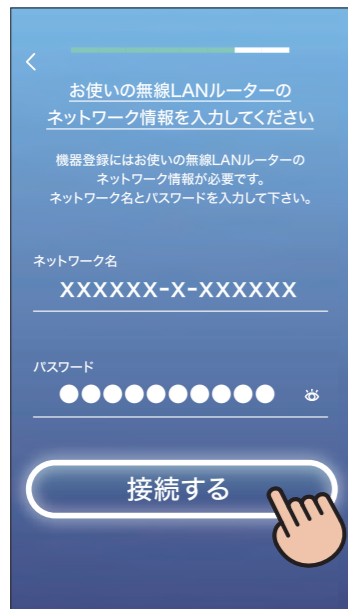 お使いの無線LANルーターの
ネットワーク情報を入力してください
機器登録にはお使いの無線LANルーターの
ネットワーク情報が必要です。
ネットワーク名とパスワードを入力して下さい。
ネットワーク名
XXXXXX-X-XXXXXX
パスワード
●●●●●●●●●●
接続する